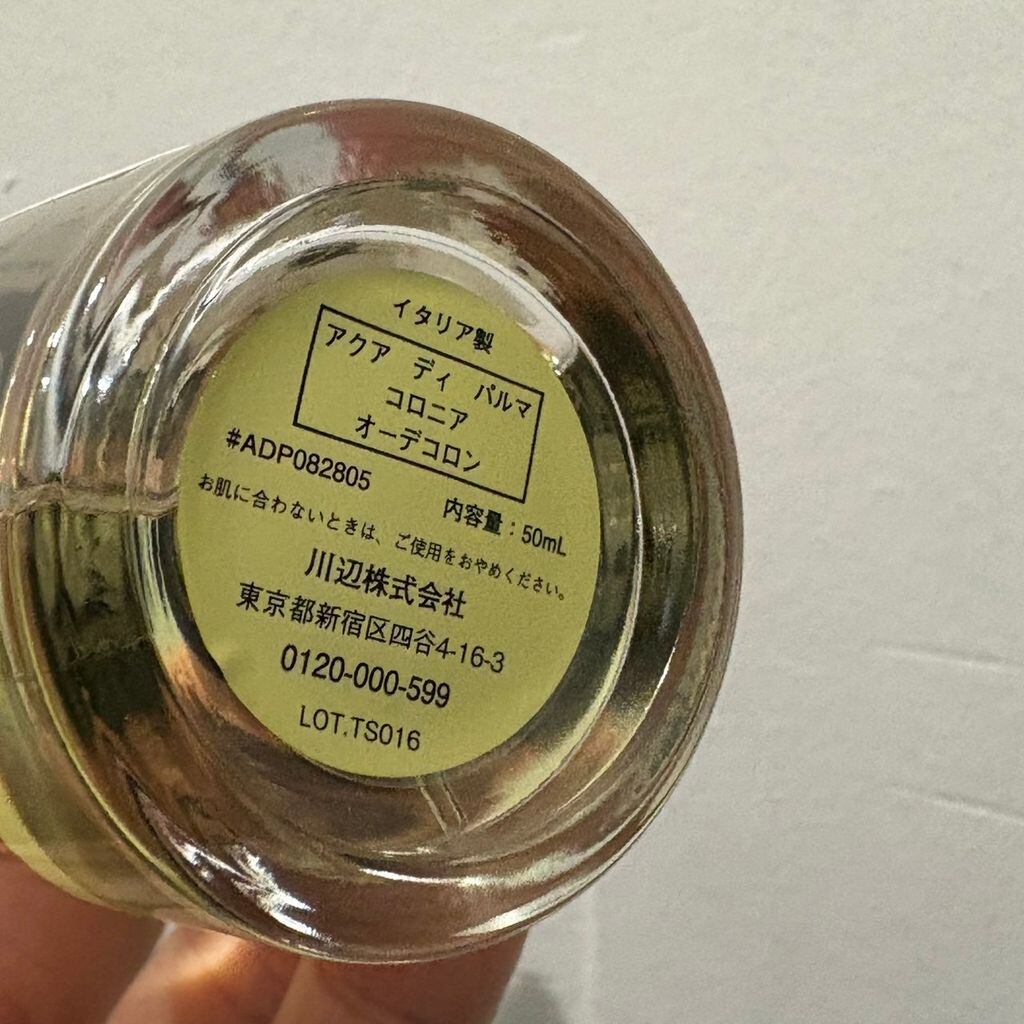 イタリア製
アクア ディ パルマ
コロニア
オーデコロン
#ADP082805
内容量：50mL
お肌に合わないときは、ご使用をおやめください。
川辺株式会社
東京都新宿区四谷4-16-3
0120-000-599
LOT.TS016